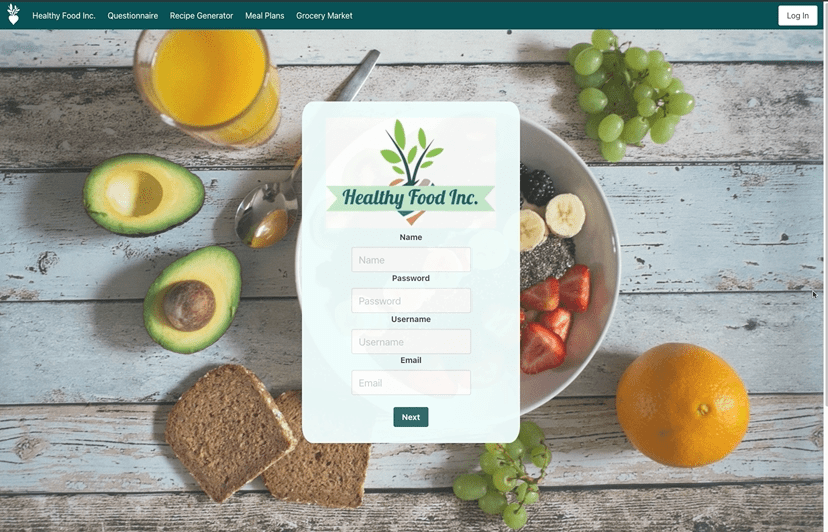 Healthy Food Inc. Questionnaire Recipe Generator Meal Plans Grocery Market Log In
Healthy Food Inc.
Name
Name
Password
Password
Username
Username
Email
Email
Next